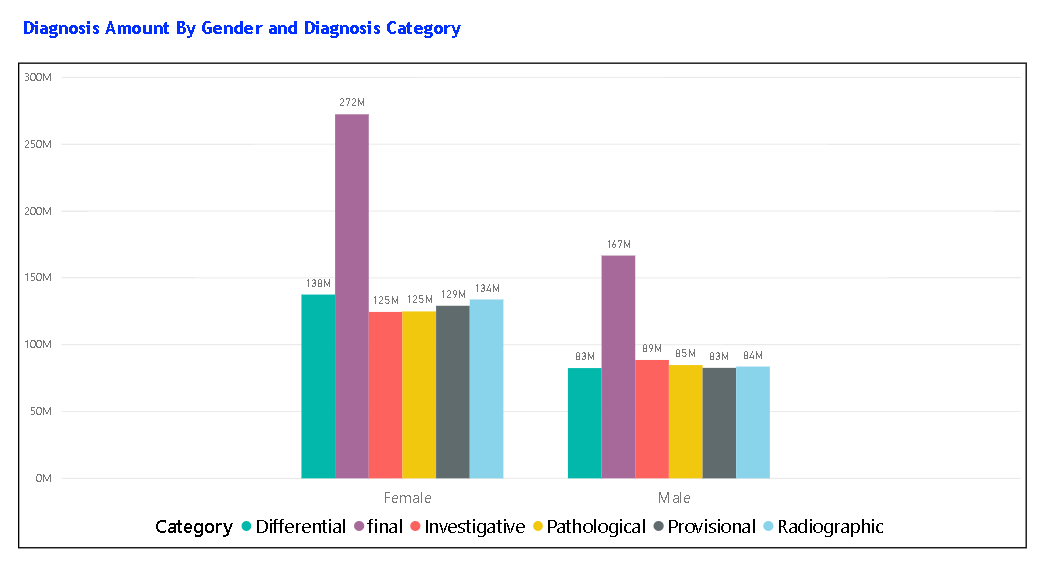 Diagnosis Amount By Gender and Diagnosis Category
300M
272M
250M
200M
167M
150M
138M
134M
129M
125M 125M
100M
89M
85M
83M
83M
84M
50M
0M
Female Male
Category Differential final Investigative Pathological Provisional Radiographic